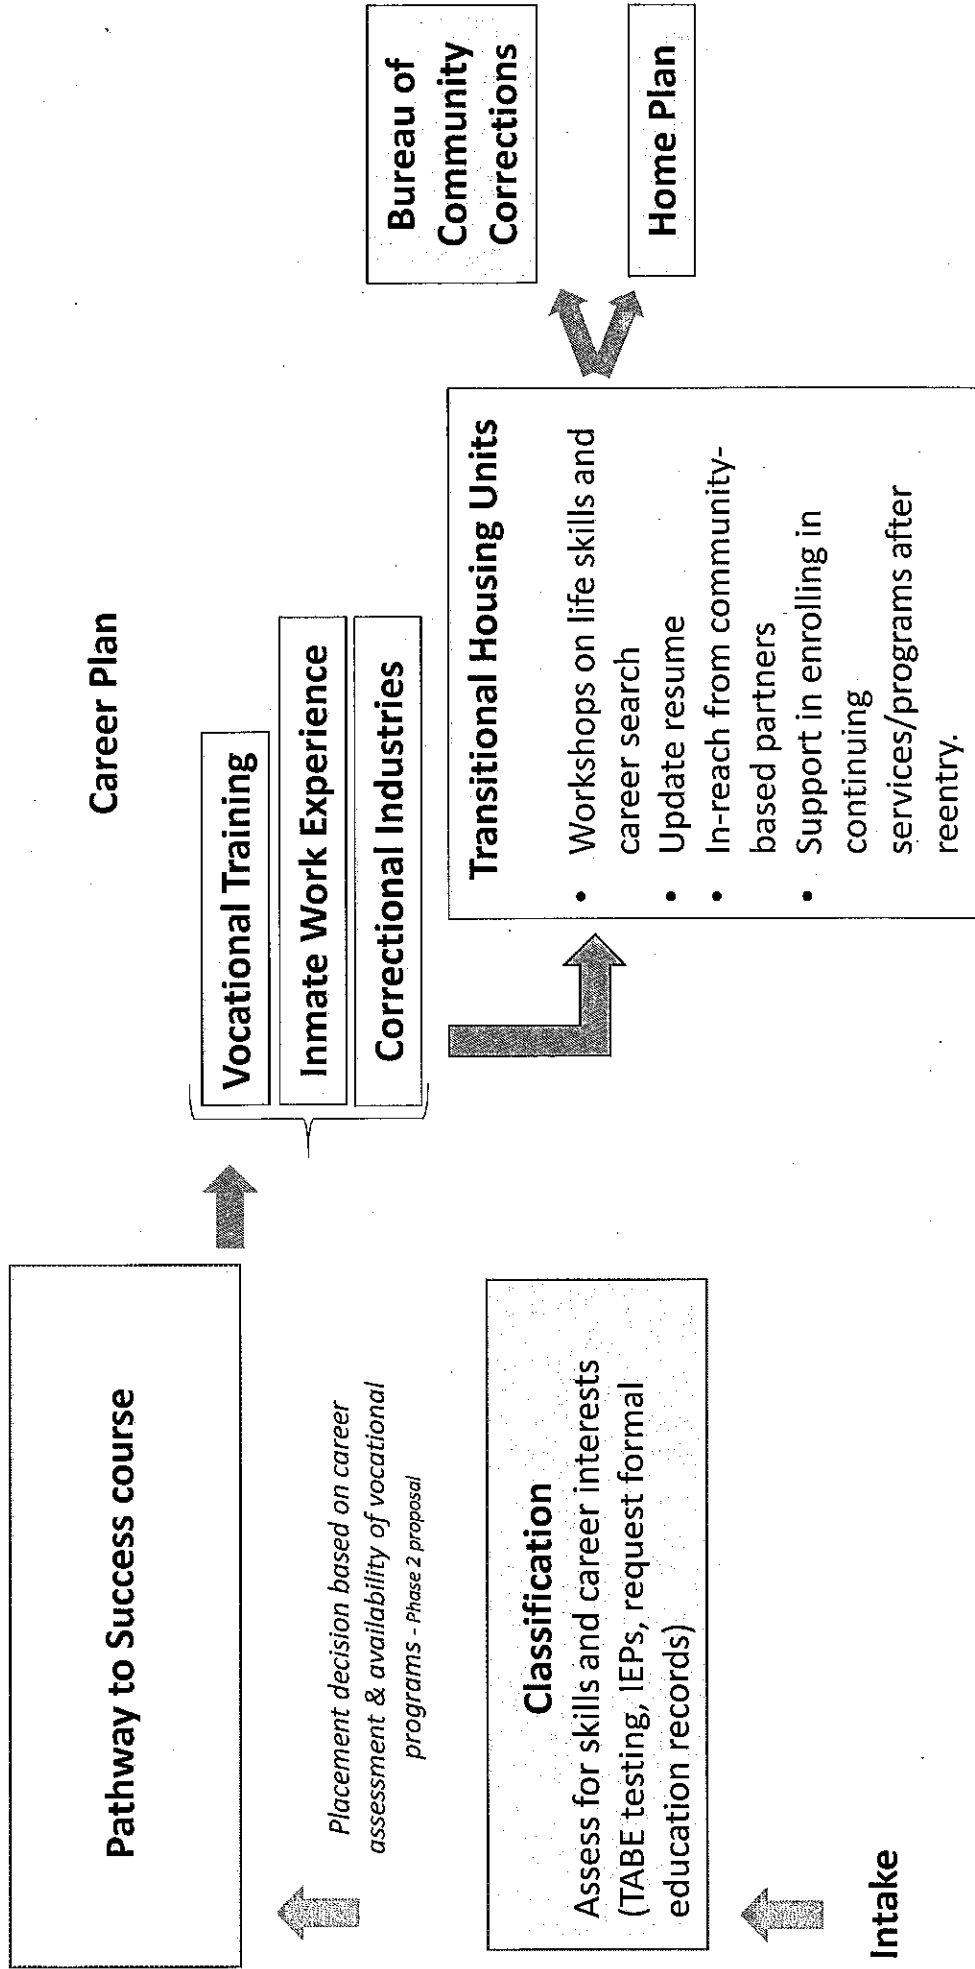 Career Plan
Pathway to Success course
Placement decision based on career
assessment & availability of vocational
programs - Phase 2 proposal
Classification
Assess for skills and career interests
(TABE testing, IEPs, request formal
education records)
Intake
Vocational Training
Inmate Work Experience
Correctional Industries
Transitional Housing Units
• Workshops on life skills and
career search
• Update resume
• In-reach from community-
based partners
• Support in enrolling in
continuing
services/programs after
reentry.
Bureau of
Community
Corrections
Home Plan